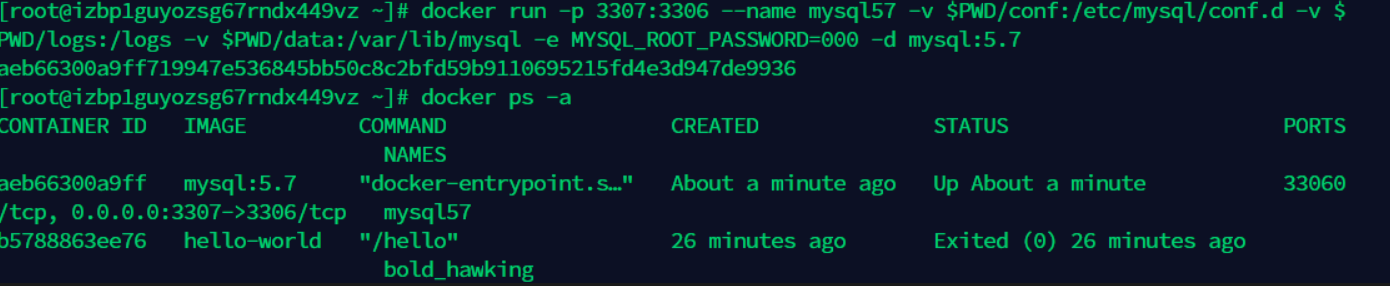 [root@izbp1guyozsg67rndx449vz ~]# docker run -p 3307:3306 --name mysql57 -v $PWD/conf:/etc/mysql/conf.d -v $
PWD/logs:/logs -v $PWD/data:/var/lib/mysql -e MYSQL_ROOT_PASSWORD=000 -d mysql:5.7
aeb66300a9ff719947e536845bb50c8c2bfd59b9110695215fd4e3d947de9936
[root@izbp1guyozsg67rndx449vz ~]# docker ps -a
CONTAINER ID   IMAGE         COMMAND                  CREATED              STATUS                      PORTS
                                NAMES
aeb66300a9ff   mysql:5.7     "docker-entrypoint.s…"   About a minute ago   Up About a minute           33060
/tcp, 0.0.0.0:3307->3306/tcp   mysql57
b5788863ee76   hello-world   "/hello"                 26 minutes ago       Exited (0) 26 minutes ago
                                bold_hawking